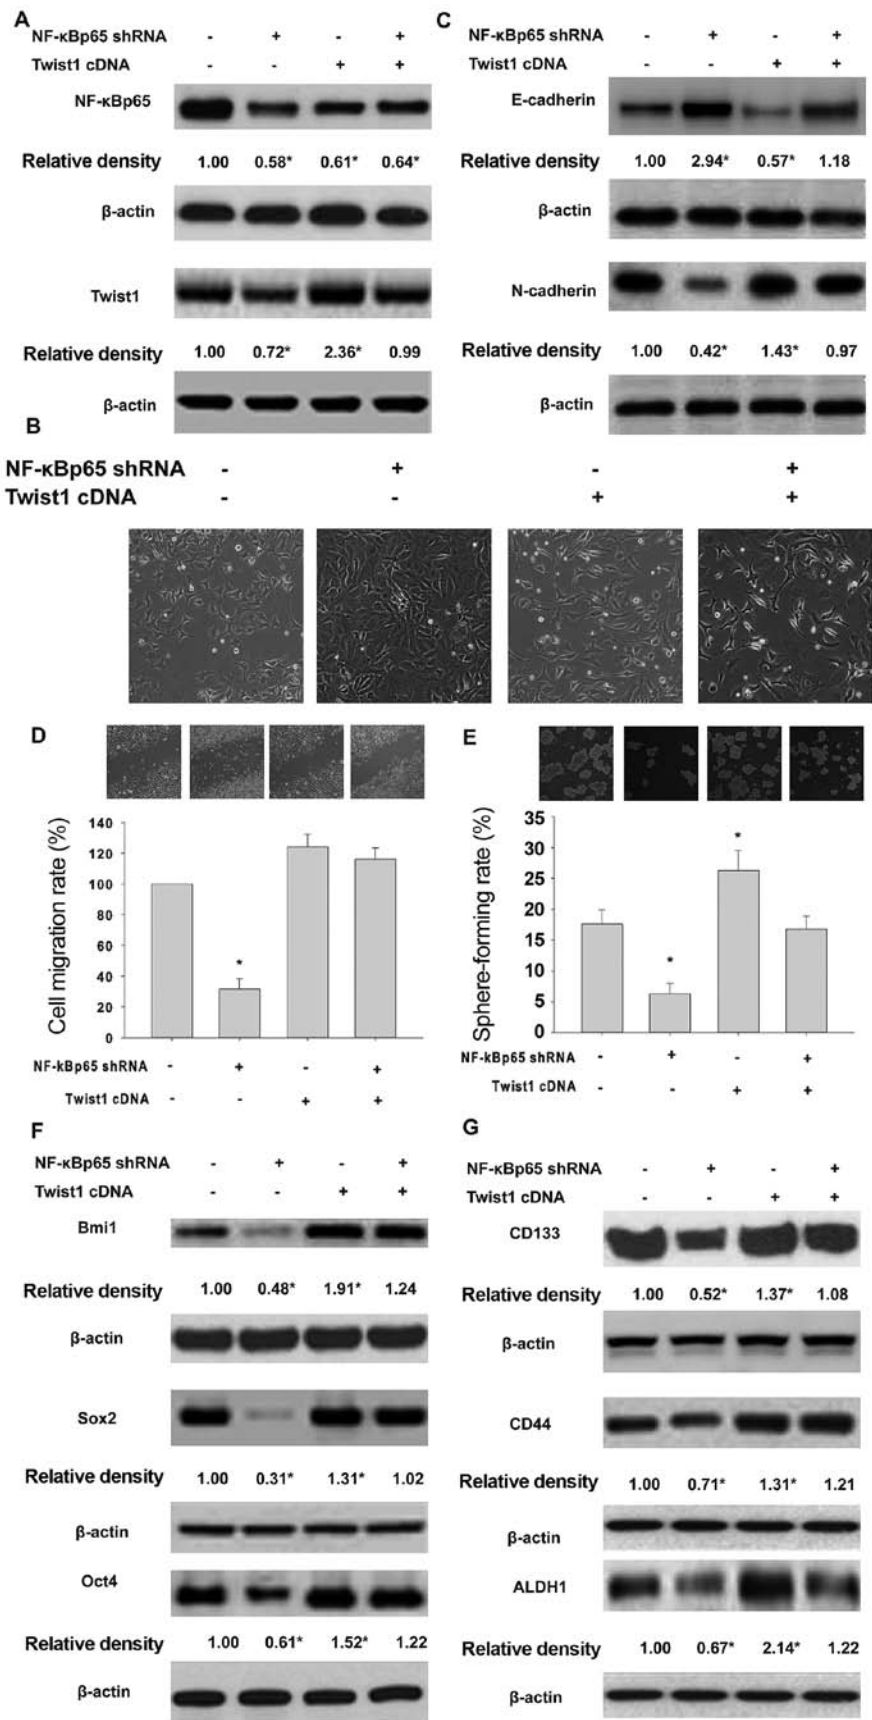 A
NF-κBp65 shRNA - + - +
Twist1 cDNA - - + +
NF-κBp65
Relative density 1.00 0.58* 0.61* 0.64*
β-actin
Twist1
Relative density 1.00 0.72* 2.36* 0.99
β-actin
C
NF-κBp65 shRNA - + - +
Twist1 cDNA - - + +
E-cadherin
Relative density 1.00 2.94* 0.57* 1.18
β-actin
N-cadherin
Relative density 1.00 0.42* 1.43* 0.97
β-actin
B
NF-κBp65 shRNA - + - +
Twist1 cDNA - - + +
D
Cell migration rate (%)
140
120
100
80
60
40
20
0
*
NF-kBp65 shRNA - + - +
Twist1 cDNA - - + +
E
Sphere-forming rate (%)
35
30
25
20
15
10
5
0
*
*
NF-kBp65 shRNA - + - +
Twist1 cDNA - - + +
F
NF-κBp65 shRNA - + - +
Twist1 cDNA - - + +
Bmi1
Relative density 1.00 0.48* 1.91* 1.24
β-actin
Sox2
Relative density 1.00 0.31* 1.31* 1.02
β-actin
Oct4
Relative density 1.00 0.61* 1.52* 1.22
β-actin
G
NF-κBp65 shRNA - + - +
Twist1 cDNA - - + +
CD133
Relative density 1.00 0.52* 1.37* 1.08
β-actin
CD44
Relative density 1.00 0.71* 1.31* 1.21
β-actin
ALDH1
Relative density 1.00 0.67* 2.14* 1.22
β-actin